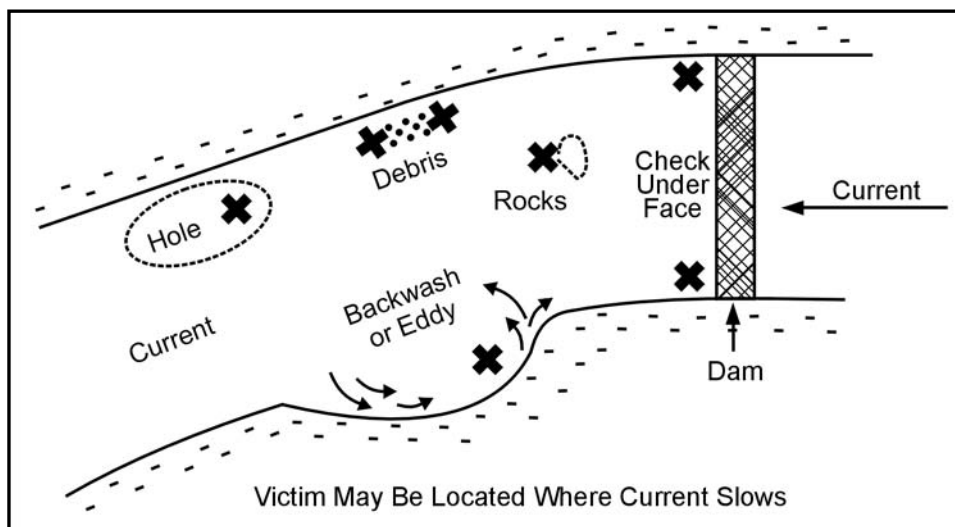 Debris
Rocks
Check
Under
Face
Current
Hole
Backwash
or Eddy
Current
Dam
Victim May Be Located Where Current Slows